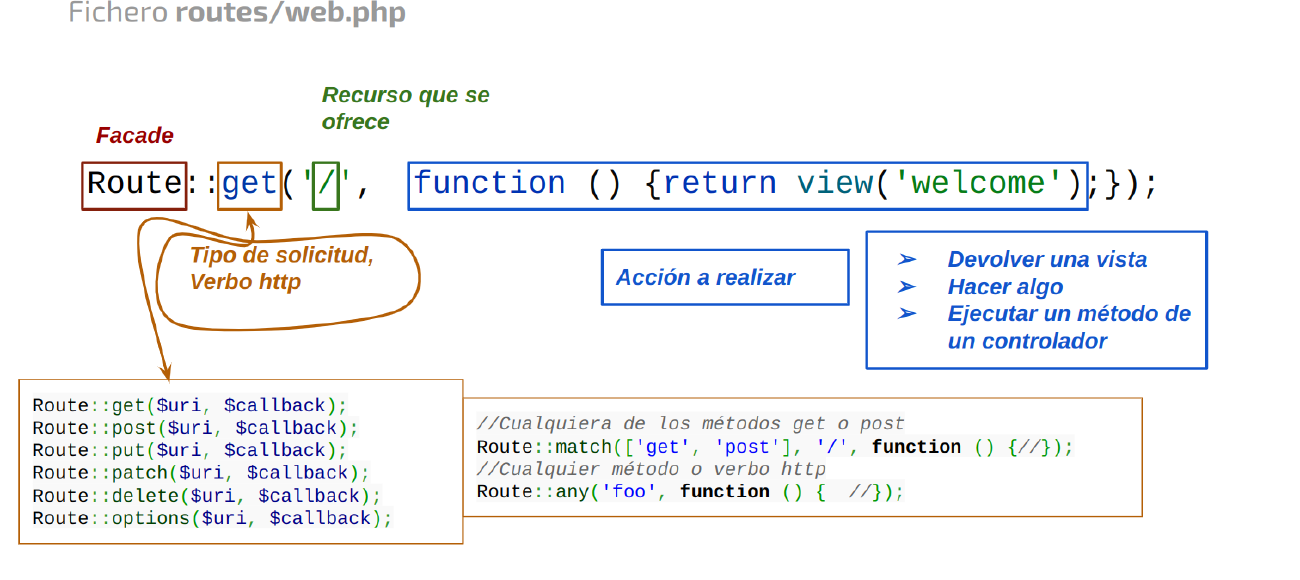 Fichero routes/web.php
Recurso que se
ofrece
Facade
Route::get('/', function () {return view('welcome');});
Tipo de solicitud,
Verbo http
Acción a realizar
➢ Devolver una vista
➢ Hacer algo
➢ Ejecutar un método de
un controlador
Route::get($uri, $callback);
Route::post($uri, $callback);
Route::put($uri, $callback);
Route::patch($uri, $callback);
Route::delete($uri, $callback);
Route::options($uri, $callback);
//Cualquiera de los métodos get o post
Route::match(['get', 'post'], '/', function () {//});
//Cualquier método o verbo http
Route::any('foo', function () {  //});